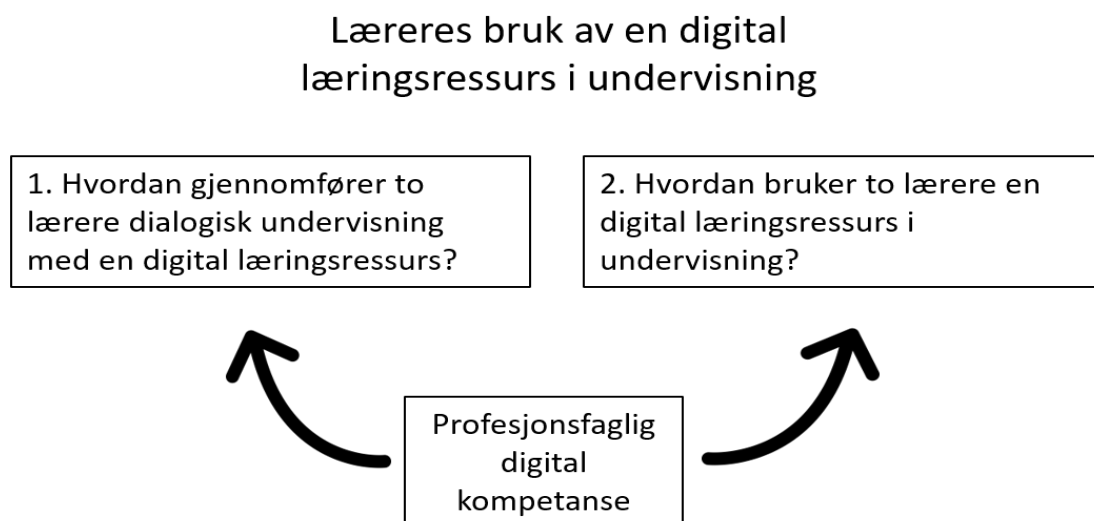 Læreres bruk av en digital
læringsressurs i undervisning
1. Hvordan gjennomfører to
lærere dialogisk undervisning
med en digital læringsressurs?
2. Hvordan bruker to lærere en
digital læringsressurs i
undervisning?
Profesjonsfaglig
digital
kompetanse